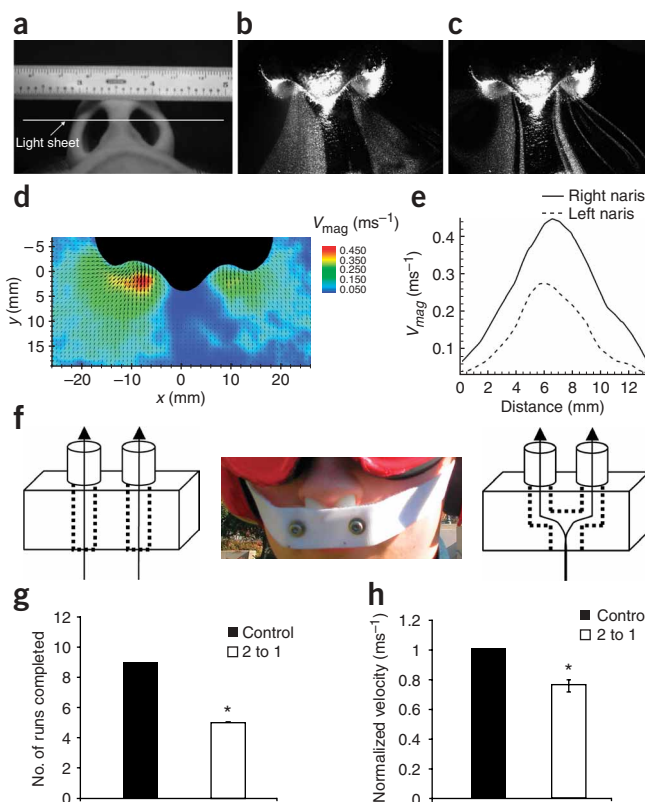 a
b
c
Light sheet
d
V_mag (ms⁻¹)
0.450
0.350
0.250
0.150
0.050
y (mm)
−5
0
5
10
15
−20
−10
0
10
20
x (mm)
e
Right naris
Left naris
V_mag (ms⁻¹)
0.4
0.3
0.2
0.1
0
4
8
12
Distance (mm)
f
g
Control
2 to 1
No. of runs completed
12
10
8
6
4
2
0
*
h
Control
2 to 1
Normalized velocity (ms⁻¹)
1.2
1
0.8
0.6
0.4
0.2
0
*